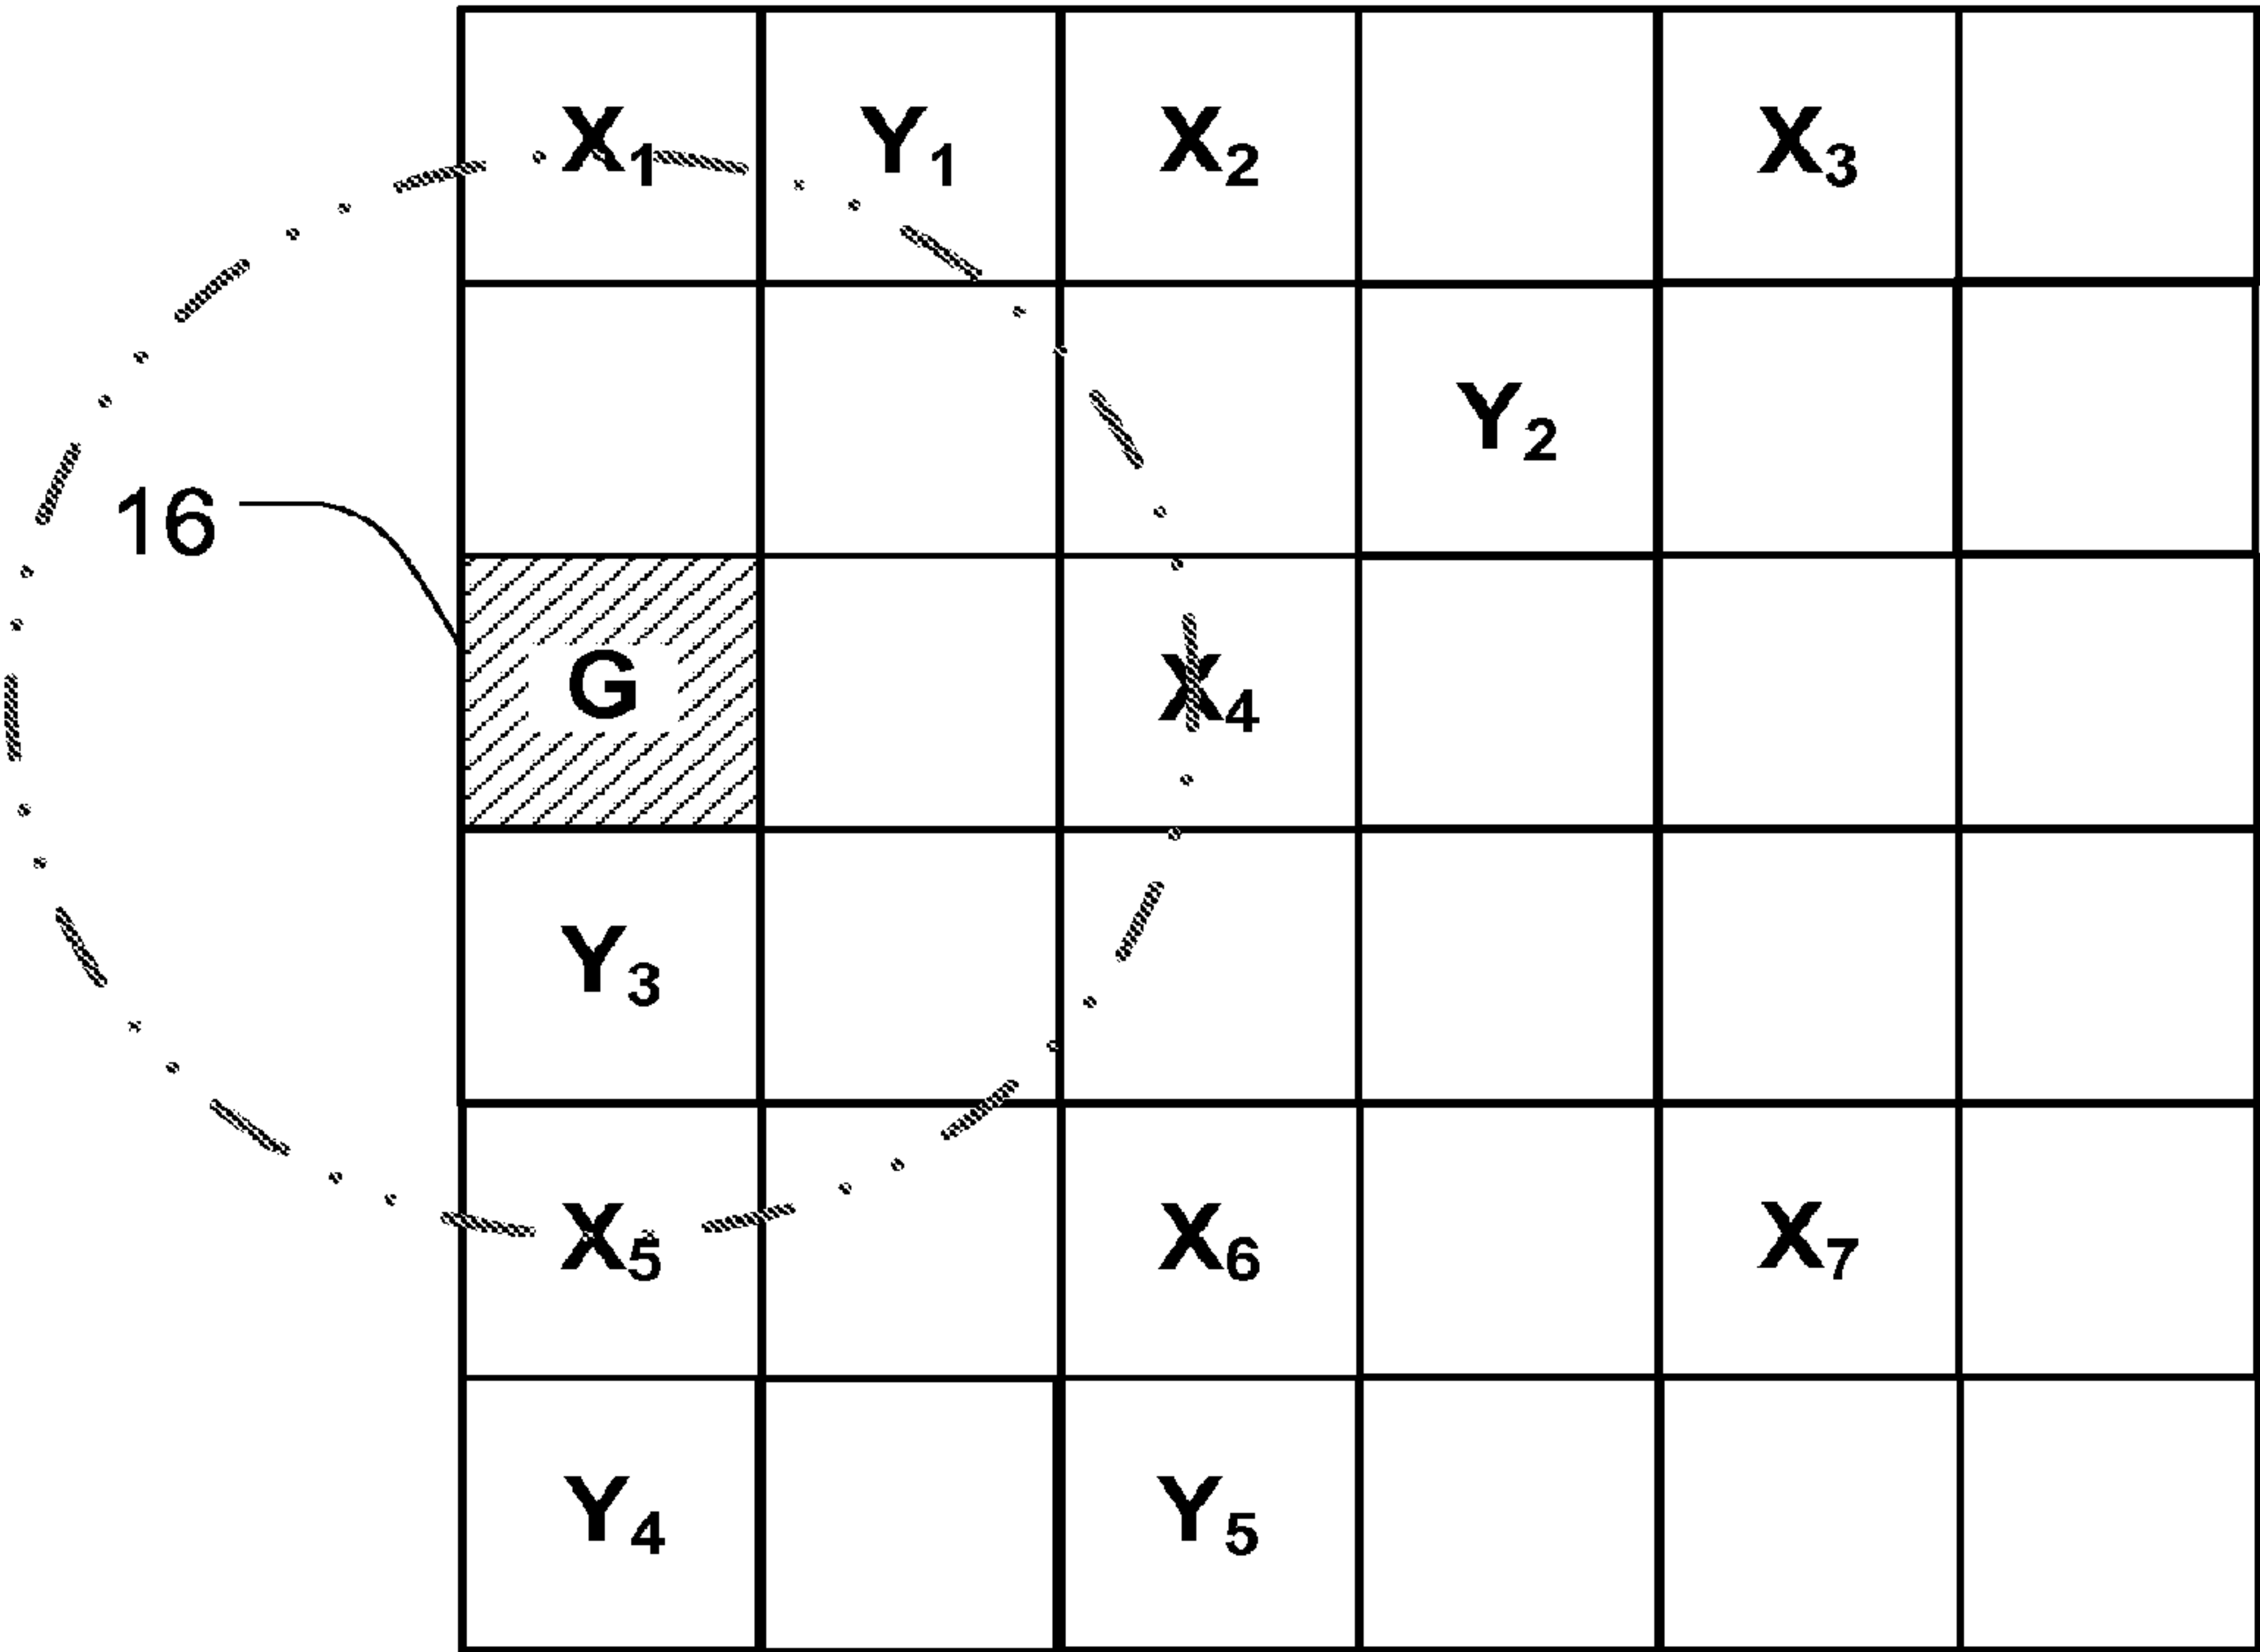 X₁ Y₁ X₂ X₃
Y₂
16
G X₄
Y₃
X₅ X₆ X₇
Y₄ Y₅